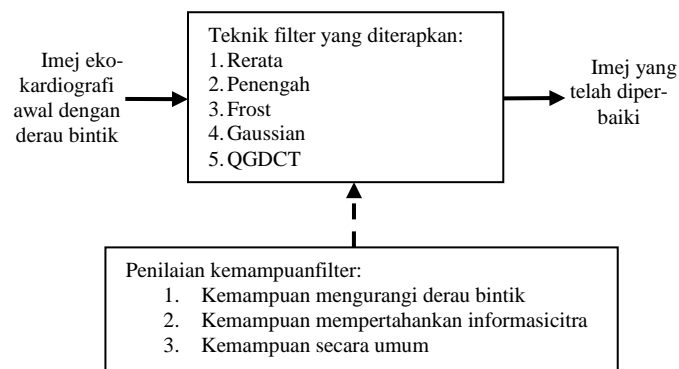 Imej eko-
kardiografi
awal dengan
derau bintik
Teknik filter yang diterapkan:
1. Rerata
2. Penengah
3. Frost
4. Gaussian
5. QGDCT
Imej yang
telah diper-
baiki
Penilaian kemampuanfilter:
1. Kemampuan mengurangi derau bintik
2. Kemampuan mempertahankan informasicitra
3. Kemampuan secara umum